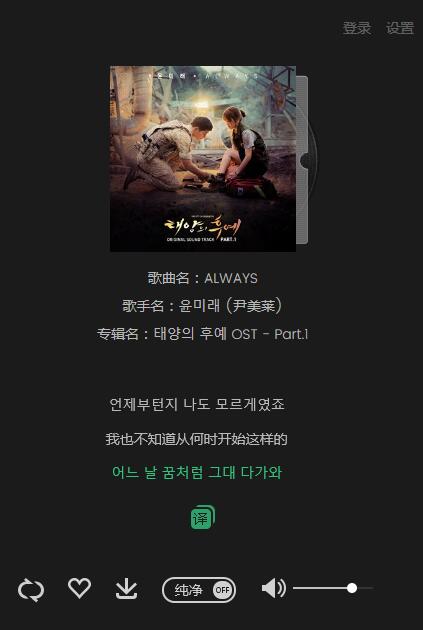 登录 设置
윤미래 * ALWAYS
태양의 후예
ORIGINAL SOUND TRACK PART.1
歌曲名：ALWAYS
歌手名：윤미래 (尹美莱)
专辑名：태양의 후예 OST - Part.1
언제부턴지 나도 모르게였죠
我也不知道从何时开始这样的
어느 날 꿈처럼 그대 다가와
译
纯净 OFF